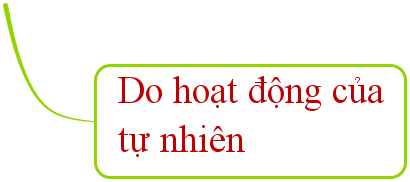 Do hoạt động của
tự nhiên